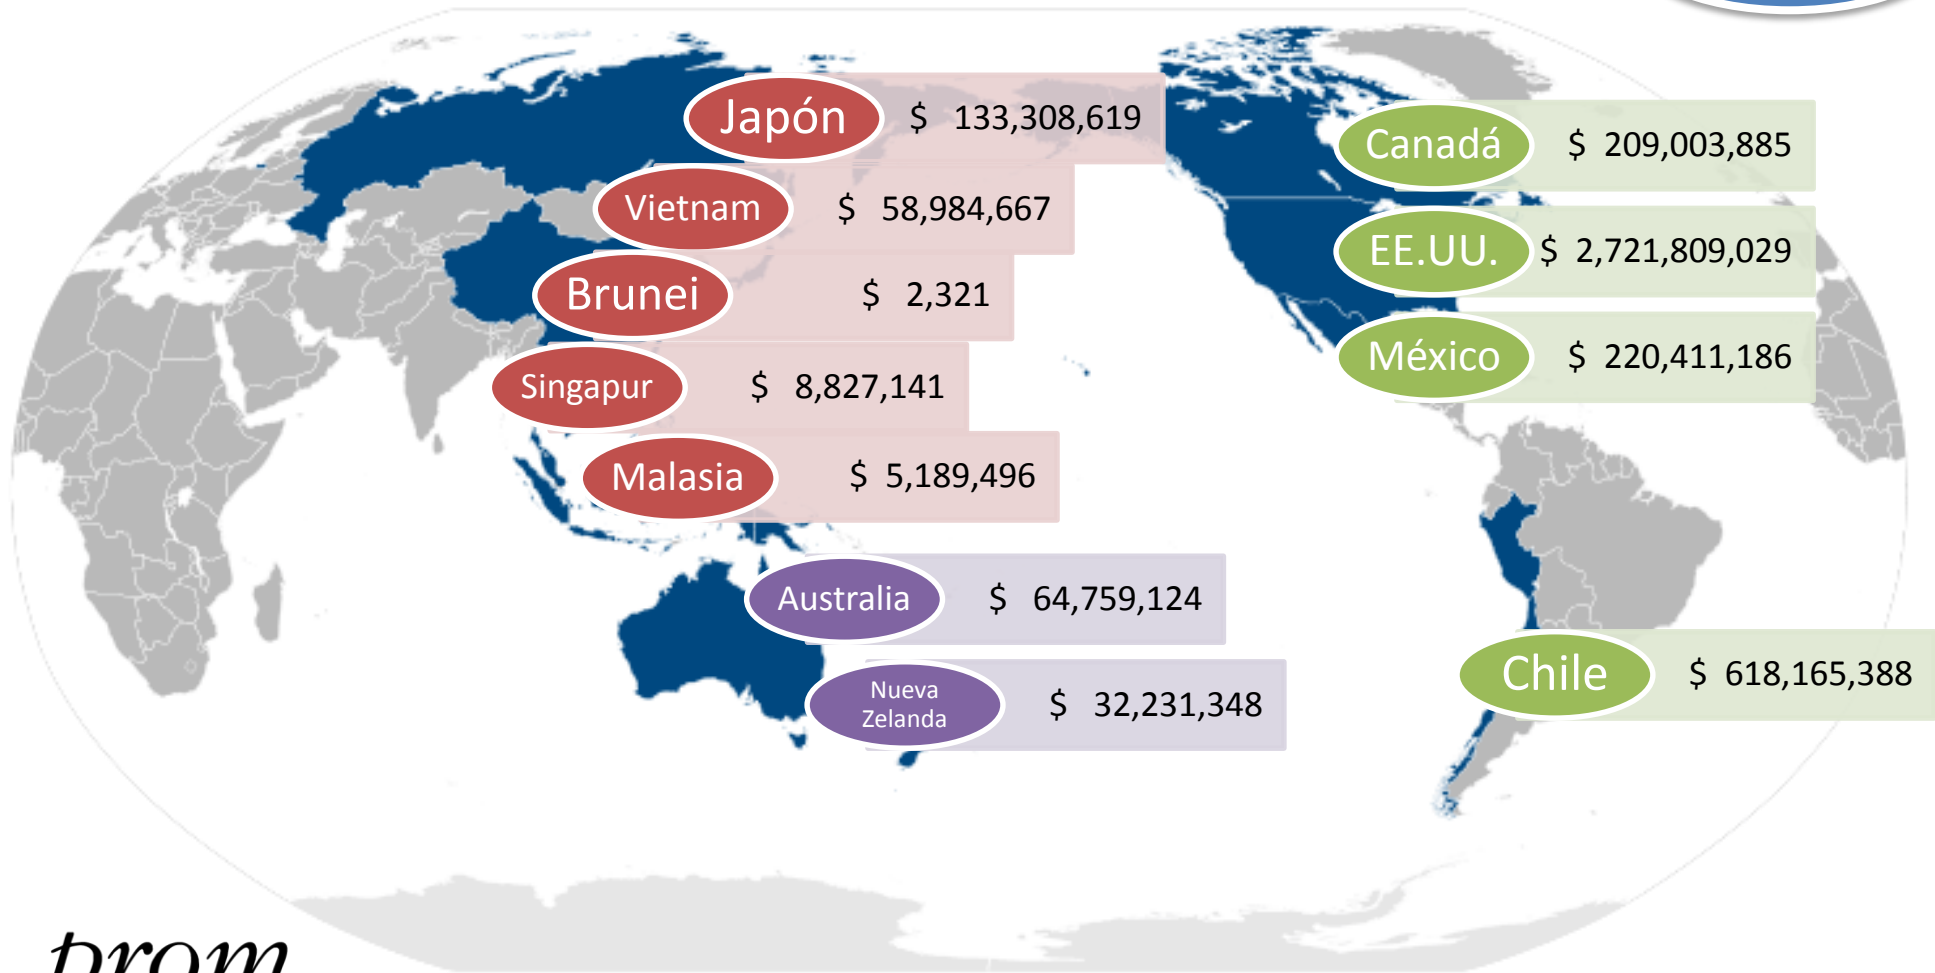 Japón $ 133,308,619
Vietnam $ 58,984,667
Brunei $ 2,321
Singapur $ 8,827,141
Malasia $ 5,189,496
Australia $ 64,759,124
Nueva
Zelanda $ 32,231,348
Canadá $ 209,003,885
EE.UU. $ 2,721,809,029
México $ 220,411,186
Chile $ 618,165,388
prom